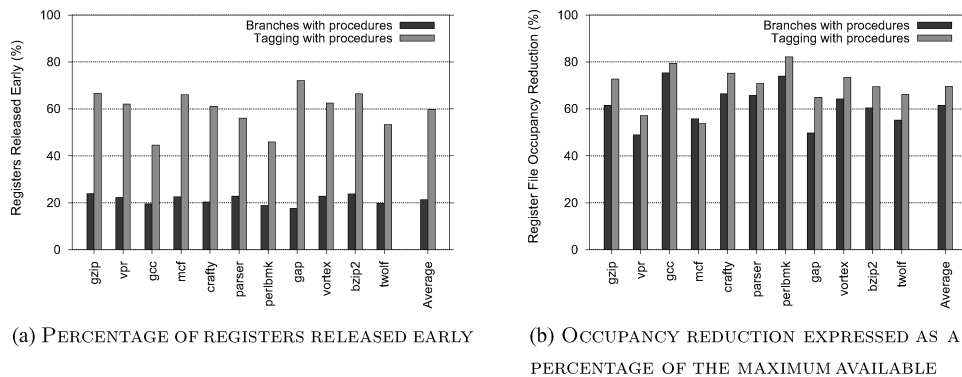 100
80
60
40
20
0
Registers Released Early (%)
Branches with procedures
Tagging with procedures
gzip
vpr
gcc
mcf
crafty
parser
perlbmk
gap
vortex
bzip2
twolf
Average
(a) PERCENTAGE OF REGISTERS RELEASED EARLY
100
80
60
40
20
0
Register File Occupancy Reduction (%)
Branches with procedures
Tagging with procedures
gzip
vpr
gcc
mcf
crafty
parser
perlbmk
gap
vortex
bzip2
twolf
Average
(b) OCCUPANCY REDUCTION EXPRESSED AS A
PERCENTAGE OF THE MAXIMUM AVAILABLE